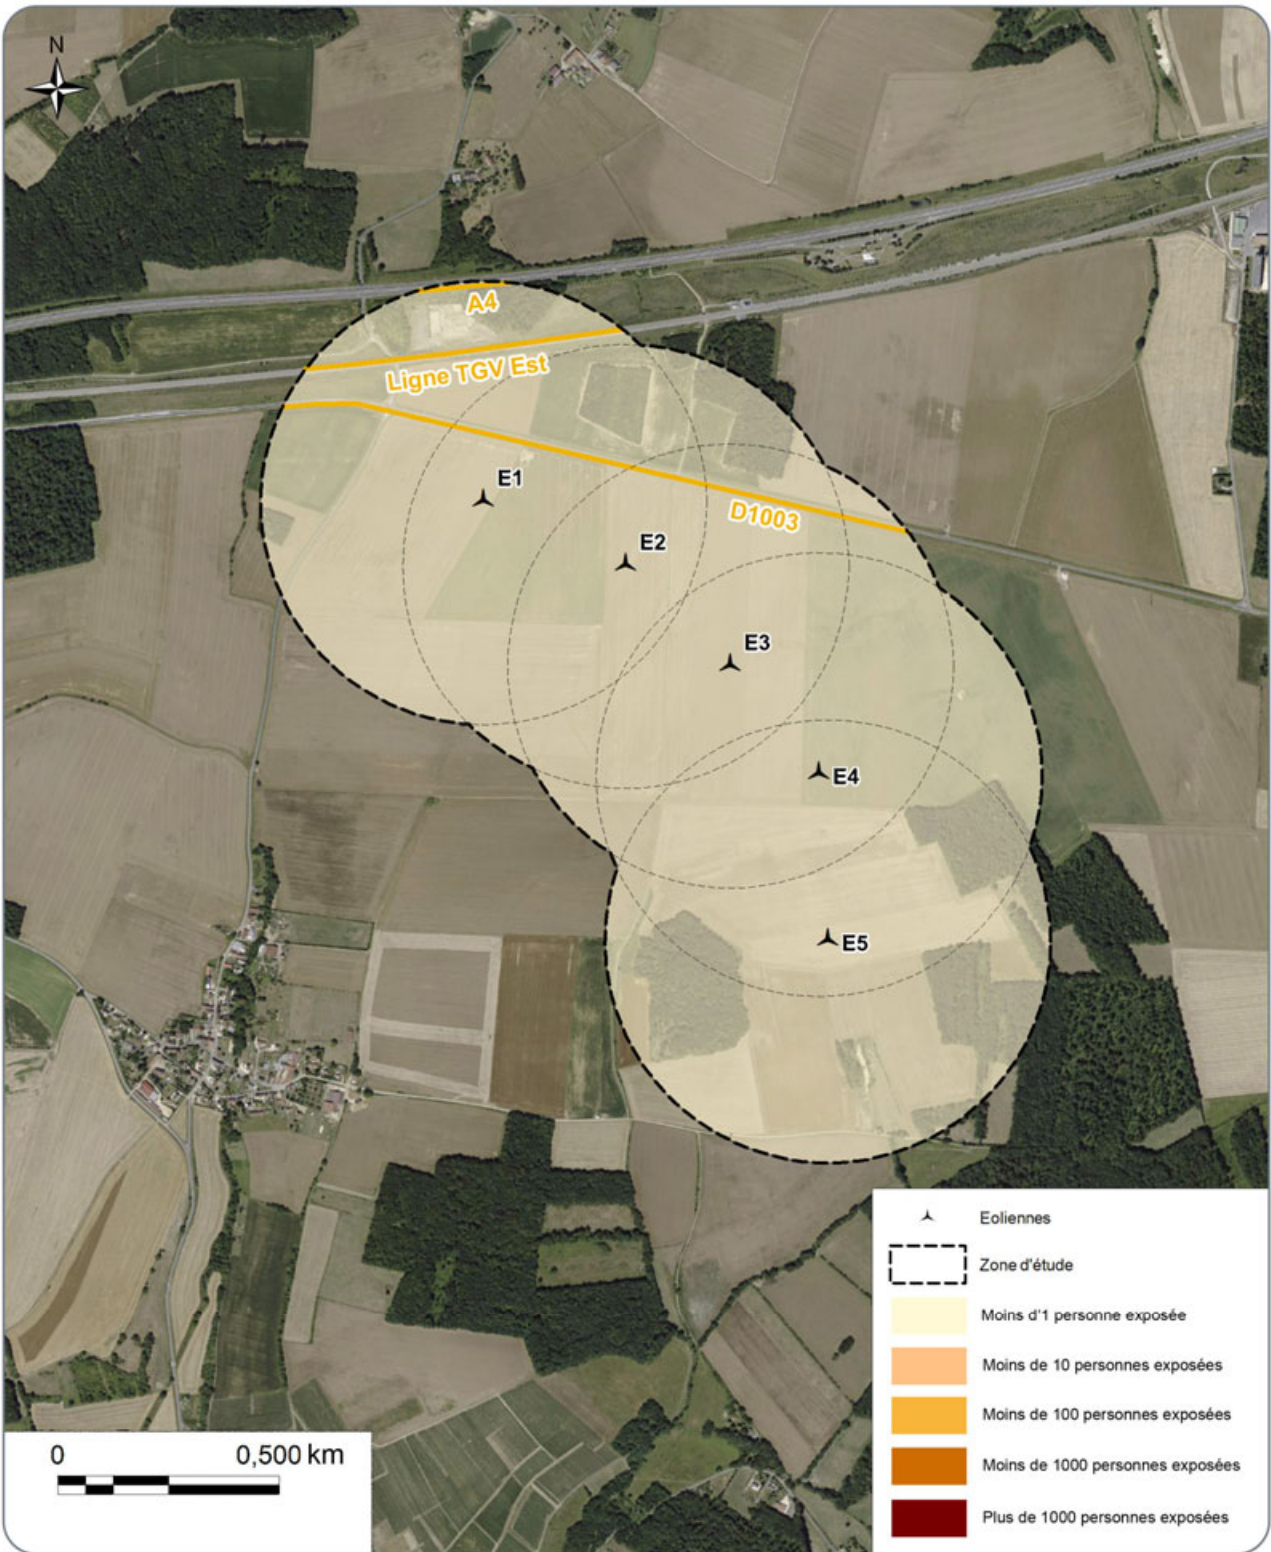 N
A4
Ligne TGV Est
E1
D1003
E2
E3
E4
E5
Eoliennes
Zone d'étude
Moins d'1 personne exposée
Moins de 10 personnes exposées
Moins de 100 personnes exposées
Moins de 1000 personnes exposées
Plus de 1000 personnes exposées
0 0,500 km